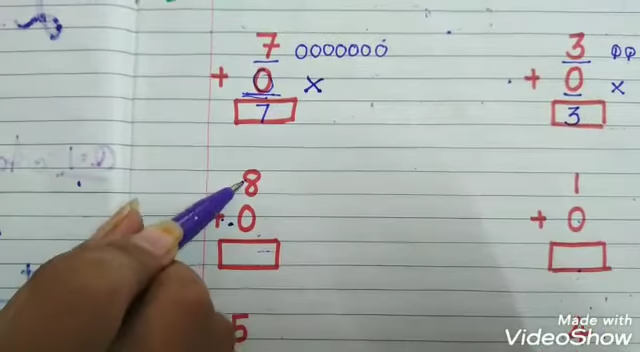 7 0000000 3
+ 0 x + 0 x
7 3
8 1
+ 0 + 0
5
Made with
VideoShow